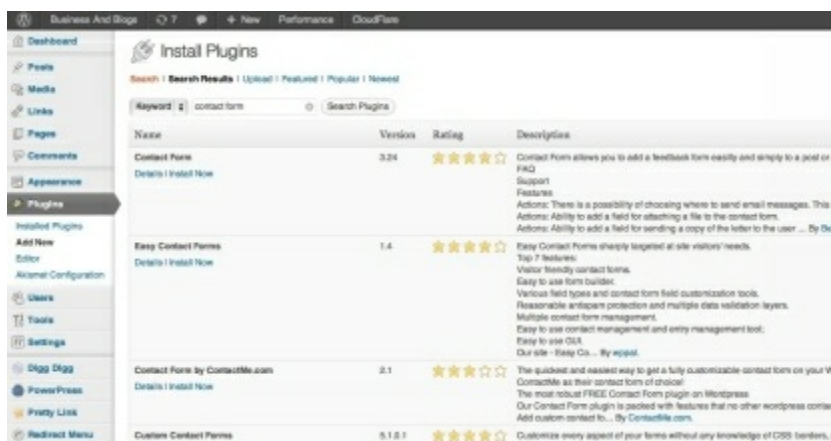 Business And Blogs 7 + New Performance CloudFlare
Dashboard
Posts
Media
Links
Pages
Comments
Appearance
Plugins
Installed Plugins
Add New
Editor
Akismet Configuration
Users
Tools
Settings
Digg Digg
PowerPress
Pretty Link
Redirect Menu
Install Plugins
Search | Search Results | Upload | Featured | Popular | Newest
Keyword contact form Search Plugins
Name Version Rating Description
Contact Form 3.24
Details | Install Now
Contact Form allows you to add a feedback form easily and simply to a post or
FAQ
Support
Features
Actions: There is a possibility of choosing where to send email messages. This
Actions: Ability to add a field for attaching a file to the contact form.
Actions: Ability to add a field for sending a copy of the letter to the user ... By
Easy Contact Forms 1.4
Details | Install Now
Easy Contact Forms sharply targeted at site visitors' needs.
Top 7 features:
Visitor friendly contact forms.
Easy to use form builder.
Various field types and contact form field customization tools.
Reasonable antispam protection and multiple data validation layers.
Multiple contact form management.
Easy to use contact management and entry management tool;
Easy to use GUI.
Our site - Easy Co... By wppal.
Contact Form by ContactMe.com 2.1
Details | Install Now
The quickest and easiest way to get a fully customizable contact form on your W
ContactMe as their contact form of choice!
The most robust FREE Contact Form plugin on Wordpress
Our Contact Form plugin is packed with features that no other wordpress contac
Add custom contact fo... By ContactMe.com.
Custom Contact Forms 5.1.0.1
Customize every aspect of your forms without any knowledge of CSS: borders,